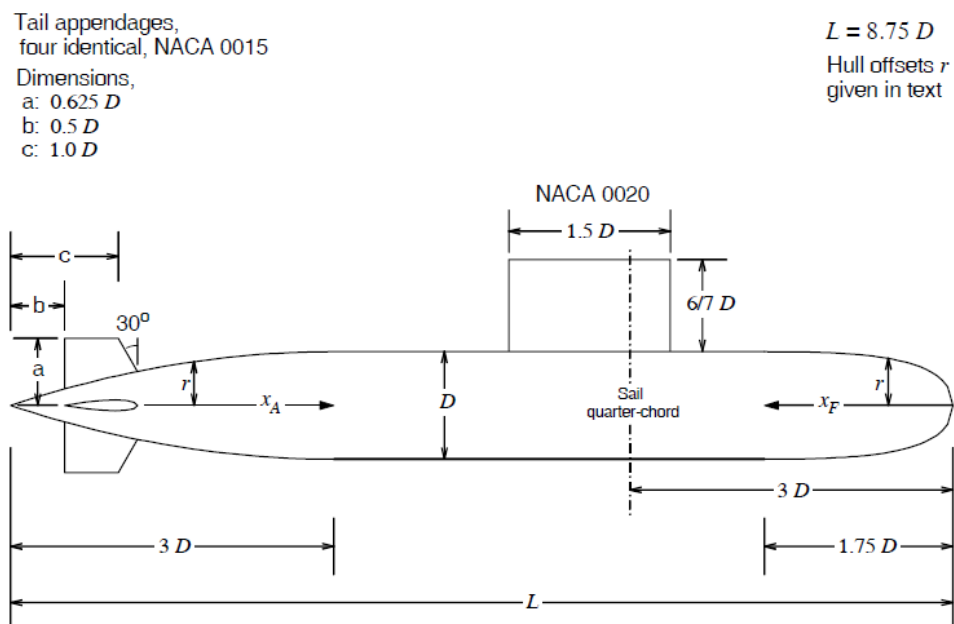 Tail appendages,
four identical, NACA 0015
Dimensions,
a: 0.625 D
b: 0.5 D
c: 1.0 D
L = 8.75 D
Hull offsets r
given in text
NACA 0020
1.5 D
c
b
30°
6/7 D
a
r
x_A
D
Sail
quarter-chord
x_F
r
3 D
3 D
1.75 D
L